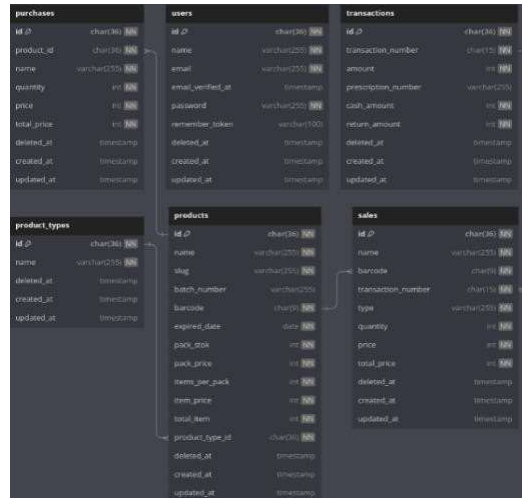 purchases
id char(36) NN
product_id char(36) NN
name varchar(255) NN
quantity int NN
price int NN
total_price int NN
deleted_at timestamp
created_at timestamp
updated_at timestamp
users
id char(36) NN
name varchar(255) NN
email varchar(255) NN
email_verified_at timestamp
password varchar(255) NN
remember_token varchar(100)
deleted_at timestamp
created_at timestamp
updated_at timestamp
transactions
id char(36) NN
transaction_number char(15) NN
amount int NN
prescription_number varchar(255)
cash_amount int NN
return_amount int NN
deleted_at timestamp
created_at timestamp
updated_at timestamp
product_types
id char(36) NN
name varchar(255) NN
deleted_at timestamp
created_at timestamp
updated_at timestamp
products
id char(36) NN
name varchar(255) NN
slug varchar(255) NN
batch_number varchar(255)
barcode char(9) NN
expired_date date NN
pack_stok int NN
pack_price int NN
items_per_pack int NN
item_price int NN
total_item int NN
product_type_id char(36) NN
deleted_at timestamp
created_at timestamp
updated_at timestamp
sales
id char(36) NN
name varchar(255) NN
barcode char(9) NN
transaction_number char(15) NN
type varchar(255) NN
quantity int NN
price int NN
total_price int NN
deleted_at timestamp
created_at timestamp
updated_at timestamp